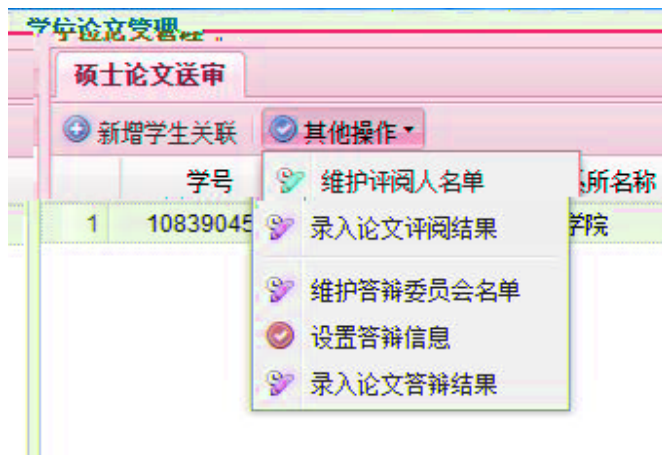 学位论文管理
硕士论文送审
新增学生关联 其他操作
学号 所名称
1 10839045 学院
维护评阅人名单
录入论文评阅结果
维护答辩委员会名单
设置答辩信息
录入论文答辩结果